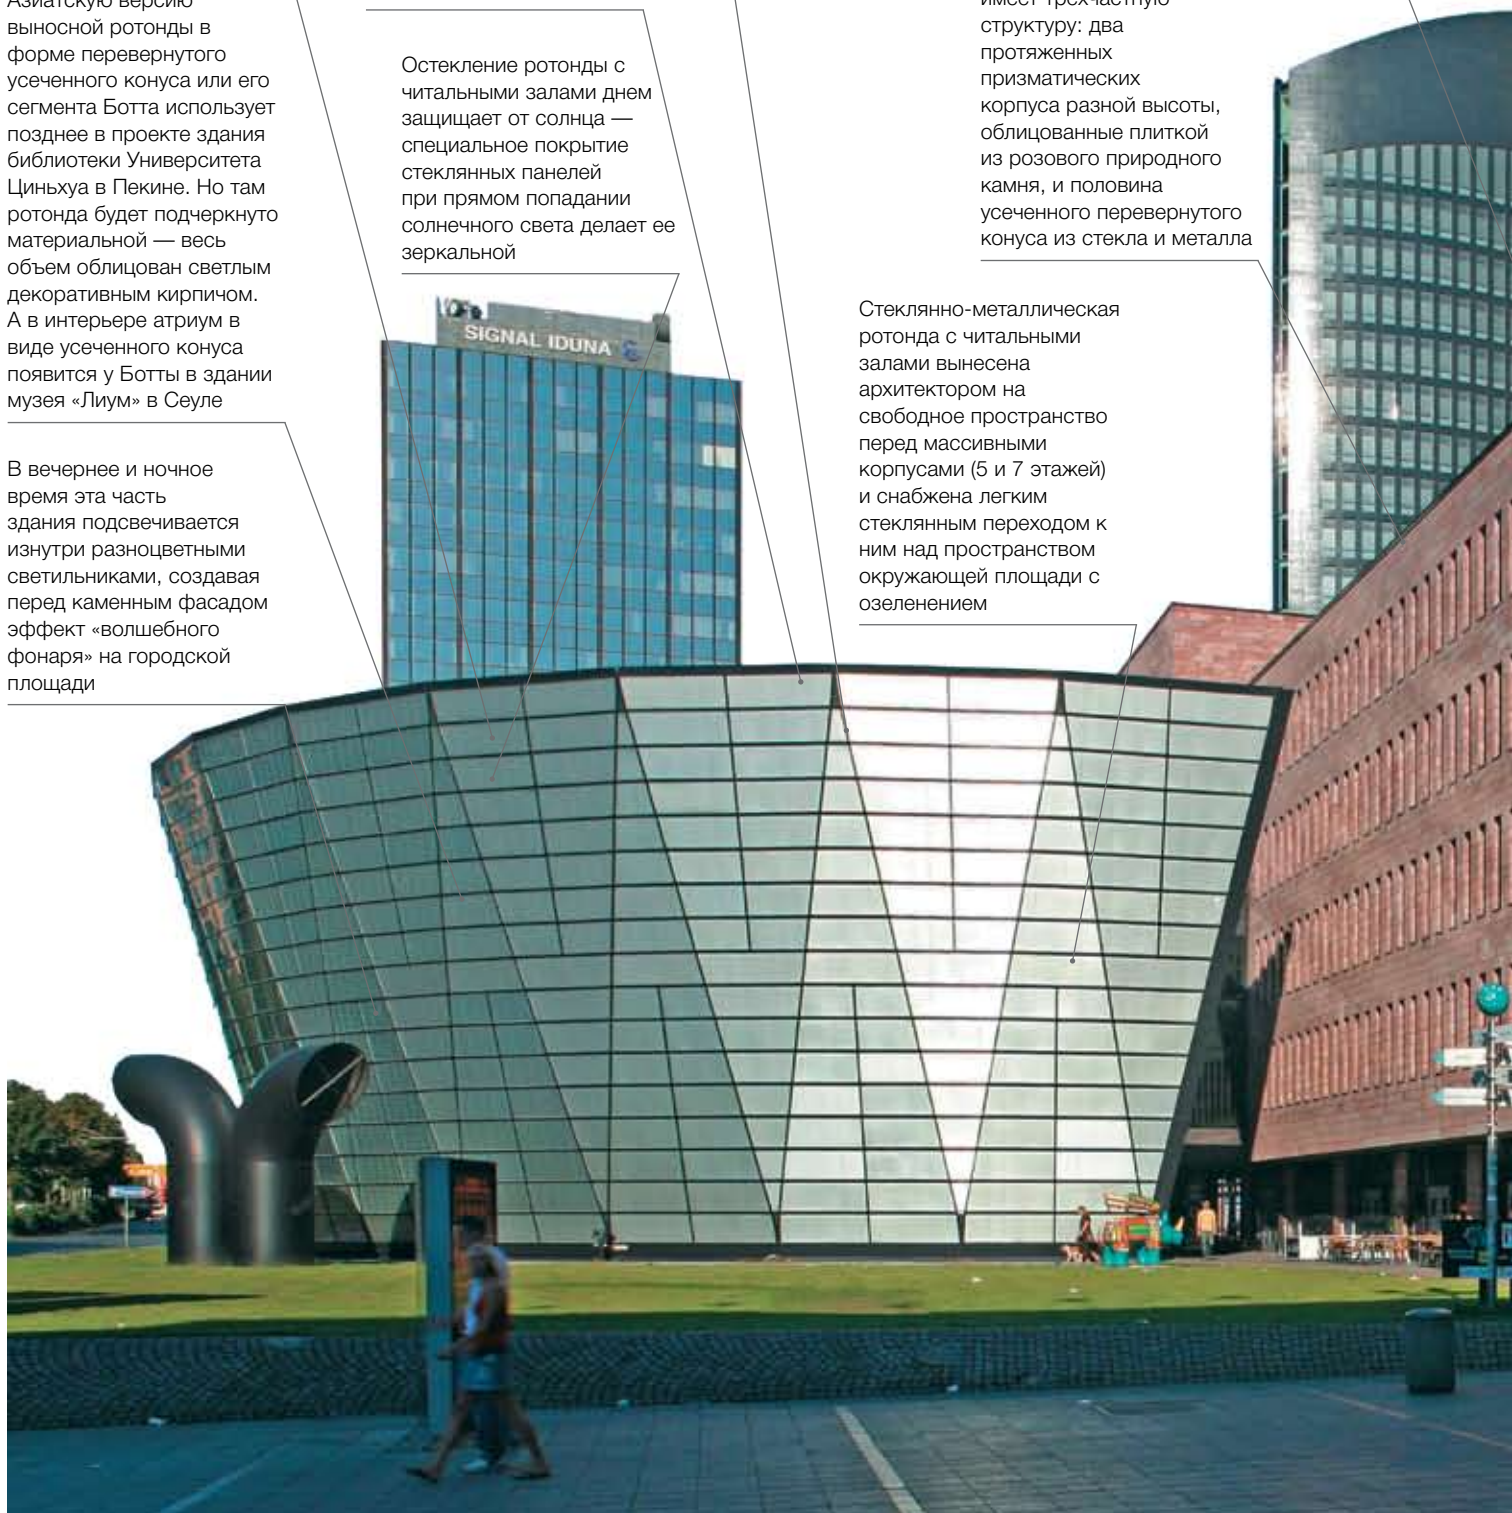 Азиатскую версию
выносной ротонды в
форме перевернутого
усеченного конуса или его
сегмента Ботта использует
позднее в проекте здания
библиотеки Университета
Циньхуа в Пекине. Но там
ротонда будет подчеркнуто
материальной — весь
объем облицован светлым
декоративным кирпичом.
А в интерьере атриум в
виде усеченного конуса
появится у Ботты в здании
музея «Лиум» в Сеуле
В вечернее и ночное
время эта часть
здания подсвечивается
изнутри разноцветными
светильниками, создавая
перед каменным фасадом
эффект «волшебного
фонаря» на городской
площади
Остекление ротонды с
читальными залами днем
защищает от солнца —
специальное покрытие
стеклянных панелей
при прямом попадании
солнечного света делает ее
зеркальной
SIGNAL IDUNA
имеет трехчастную
структуру: два
протяженных
призматических
корпуса разной высоты,
облицованные плиткой
из розового природного
камня, и половина
усеченного перевернутого
конуса из стекла и металла
Стеклянно-металлическая
ротонда с читальными
залами вынесена
архитектором на
свободное пространство
перед массивными
корпусами (5 и 7 этажей)
и снабжена легким
стеклянным переходом к
ним над пространством
окружающей площади с
озеленением